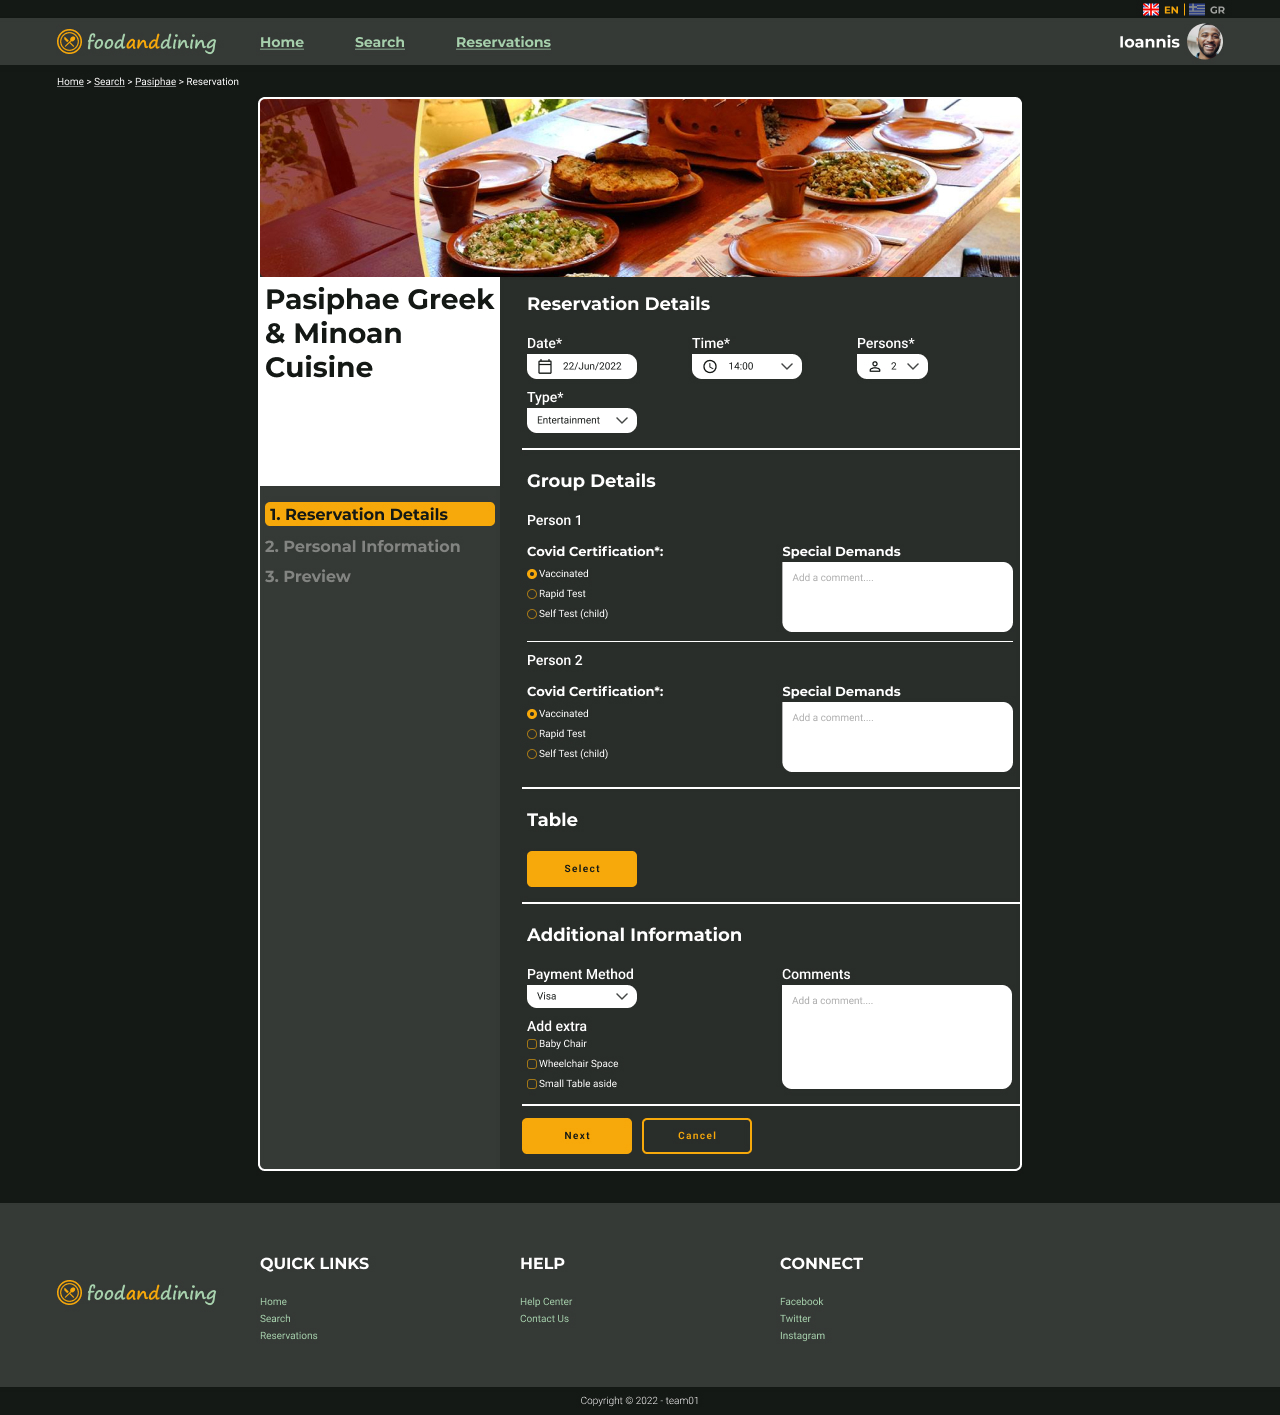 EN | GR
foodanddining
Home
Search
Reservations
Ioannis
Home > Search > Pasiphae > Reservation
Pasiphae Greek
& Minoan
Cuisine
1. Reservation Details
2. Personal Information
3. Preview
Reservation Details
Date*
Time*
Persons*
22/Jun/2022
14:00
2
Type*
Entertainment
Group Details
Person 1
Covid Certification*:
Special Demands
Vaccinated
Add a comment....
Rapid Test
Self Test (child)
Person 2
Covid Certification*:
Special Demands
Vaccinated
Add a comment....
Rapid Test
Self Test (child)
Table
Select
Additional Information
Payment Method
Comments
Visa
Add a comment....
Add extra
Baby Chair
Wheelchair Space
Small Table aside
Next
Cancel
foodanddining
QUICK LINKS
Home
Search
Reservations
HELP
Help Center
Contact Us
CONNECT
Facebook
Twitter
Instagram
Copyright © 2022 - team01